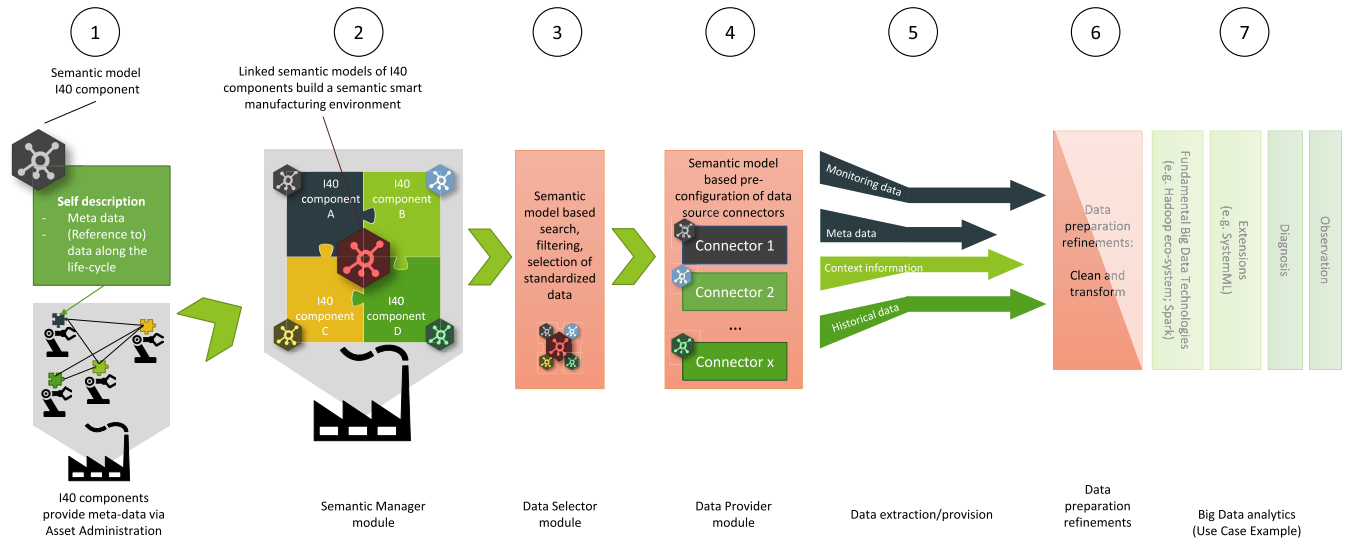 1
2
3
4
5
6
7
Semantic model
I40 component
Self description
- Meta data
- (Reference to)
data along the
life-cycle
I40 components
provide meta-data via
Asset Administration
Linked semantic models of I40
components build a semantic smart
manufacturing environment
I40
component
A
I40
component
B
I40
component
C
I40
component
D
Semantic Manager
module
Semantic
model based
search,
filtering,
selection of
standardized
data
Data Selector
module
Semantic model
based pre-
configuration of data
source connectors
Connector 1
Connector 2
...
Connector x
Data Provider
module
Monitoring data
Meta data
Context information
Historical data
Data extraction/provision
Data
preparation
refinements:
Clean and
transform
Data
preparation
refinements
Fundamental Big Data Technologies
(e.g. Hadoop eco-system; Spark)
Extensions
(e.g. SystemML)
Diagnosis
Observation
Big Data analytics
(Use Case Example)